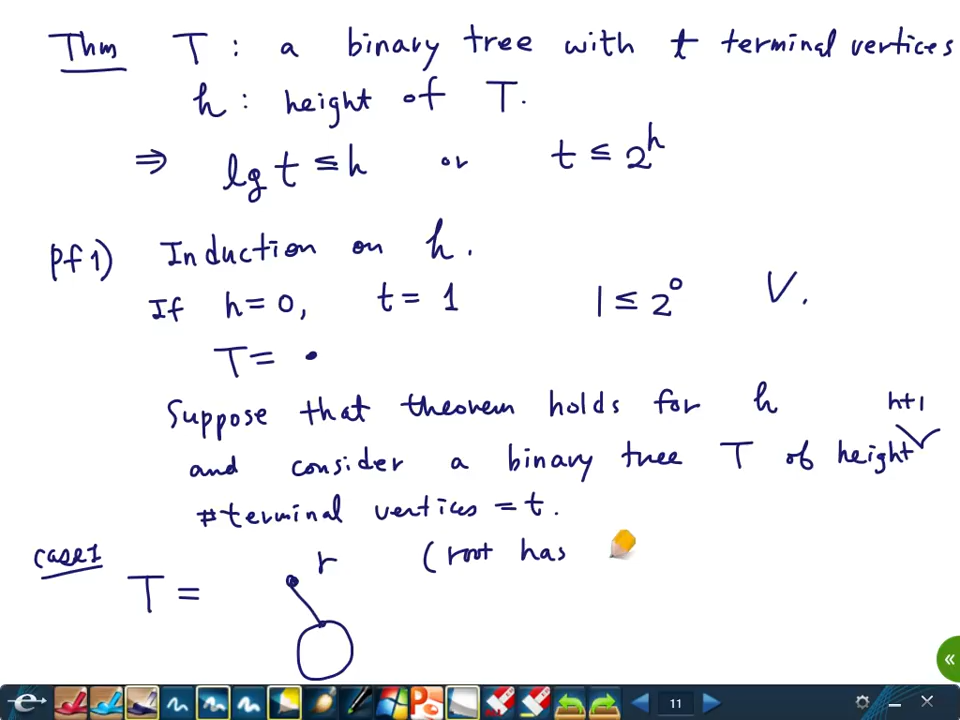 Thm T : a binary tree with t terminal vertices
h : height of T.
⇒ lg t ≤ h or t ≤ 2^h
pf 1) Induction on h.
If h=0, t=1 1 ≤ 2^0 V.
T= •
Suppose that theorem holds for h
and consider a binary tree T of height h+1
#terminal vertices = t.
case1 T = r (root has
11